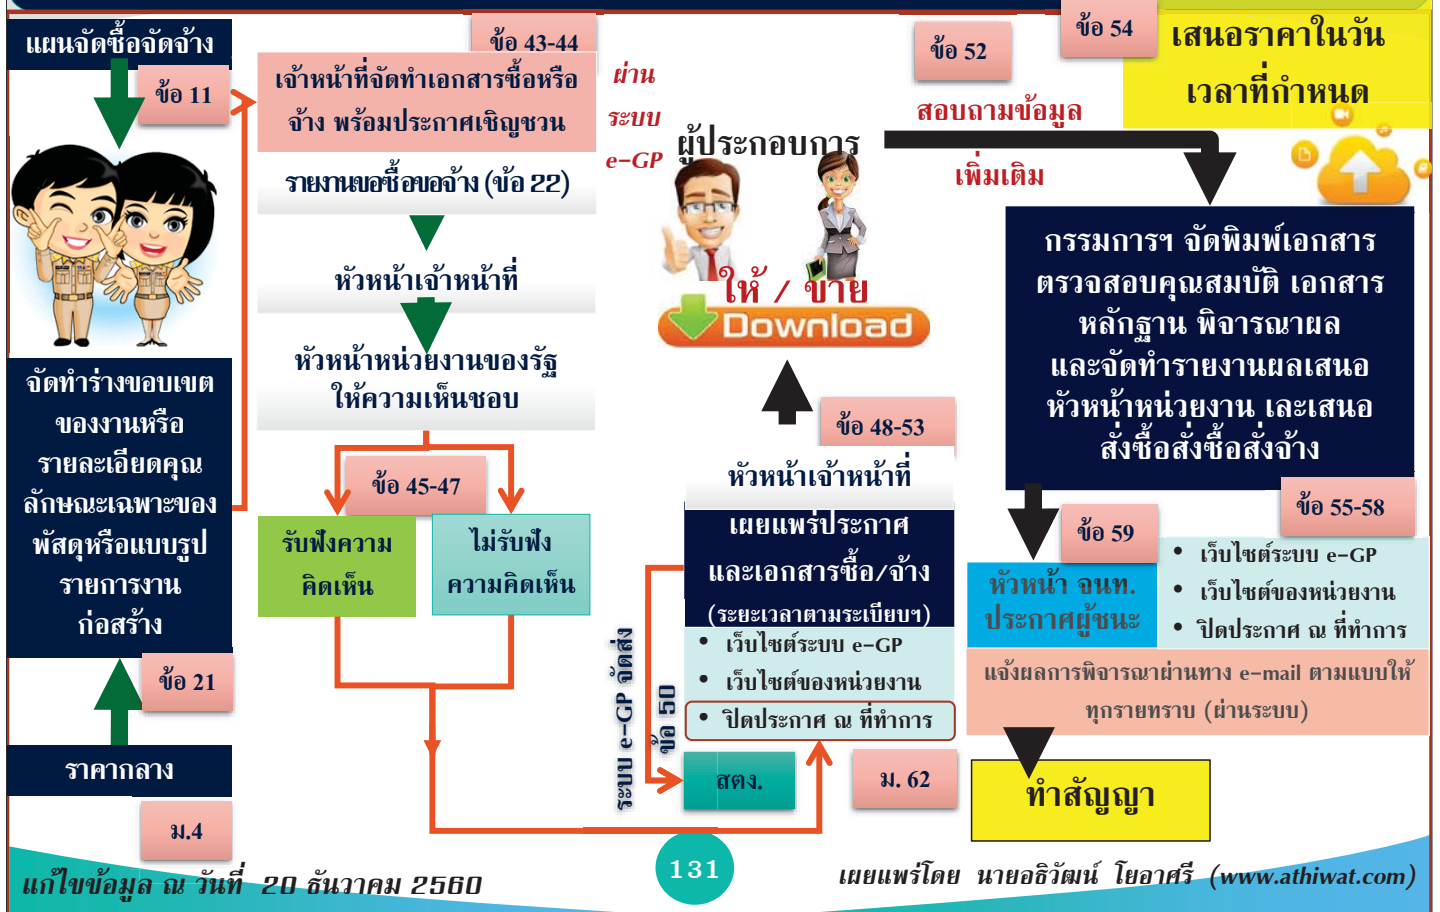 แผนจัดซื้อจัดจ้าง
ข้อ 11
จัดทำร่างขอบเขต
ของงานหรือ
รายละเอียดคุณ
ลักษณะเฉพาะของ
พัสดุหรือแบบรูป
รายการงาน
ก่อสร้าง
ข้อ 21
ราคากลาง
ม.4
ข้อ 43-44
เจ้าหน้าที่จัดทำเอกสารซื้อหรือ
จ้าง พร้อมประกาศเชิญชวน
รายงานขอซื้อขอจ้าง (ข้อ 22)
หัวหน้าเจ้าหน้าที่
หัวหน้าหน่วยงานของรัฐ
ให้ความเห็นชอบ
ข้อ 45-47
รับฟังความ
คิดเห็น
ไม่รับฟัง
ความคิดเห็น
ผ่าน
ระบบ
e-GP
ผู้ประกอบการ
ให้ / ขาย
Download
ข้อ 48-53
หัวหน้าเจ้าหน้าที่
เผยแพร่ประกาศ
และเอกสารซื้อ/จ้าง
(ระยะเวลาตามระเบียบฯ)
• เว็บไซต์ระบบ e-GP
• เว็บไซต์ของหน่วยงาน
• ปิดประกาศ ณ ที่ทำการ
ระบบ e-GP จัดส่ง
ข้อ 50
สตง.
ม. 62
ข้อ 52
สอบถามข้อมูล
เพิ่มเติม
ข้อ 54
เสนอราคาในวัน
เวลาที่กำหนด
กรรมการฯ จัดพิมพ์เอกสาร
ตรวจสอบคุณสมบัติ เอกสาร
หลักฐาน พิจารณาผล
และจัดทำรายงานผลเสนอ
หัวหน้าหน่วยงาน เละเสนอ
สั่งซื้อสั่งซื้อสั่งจ้าง
ข้อ 55-58
ข้อ 59
หัวหน้า จนท.
ประกาศผู้ชนะ
• เว็บไซต์ระบบ e-GP
• เว็บไซต์ของหน่วยงาน
• ปิดประกาศ ณ ที่ทำการ
แจ้งผลการพิจารณาผ่านทาง e-mail ตามแบบให้
ทุกรายทราบ (ผ่านระบบ)
ทำสัญญา
แก้ไขข้อมูล ณ วันที่ 20 ธันวาคม 2560
131
เผยแพร่โดย นายอธิวัฒน์ โยอาศรี (www.athiwat.com)